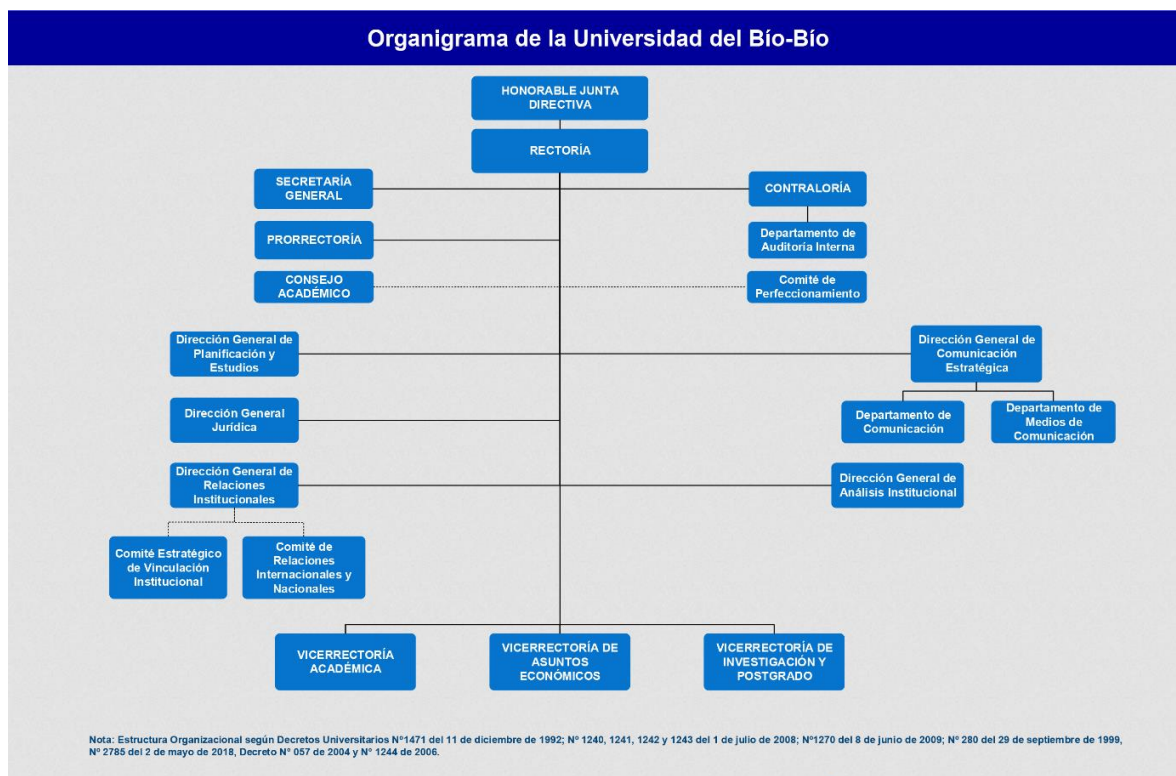 Organigrama de la Universidad del Bío-Bío
HONORABLE JUNTA
DIRECTIVA
RECTORÍA
SECRETARÍA
GENERAL
CONTRALORÍA
PRORRECTORÍA
Departamento de
Auditoría Interna
CONSEJO
ACADÉMICO
Comité de
Perfeccionamiento
Dirección General de
Planificación y
Estudios
Dirección General de
Comunicación
Estratégica
Dirección General
Jurídica
Departamento de
Comunicación
Departamento de
Medios de
Comunicación
Dirección General de
Relaciones
Institucionales
Dirección General de
Análisis Institucional
Comité Estratégico
de Vinculación
Institucional
Comité de
Relaciones
Internacionales y
Nacionales
VICERRECTORÍA
ACADÉMICA
VICERRECTORÍA DE
ASUNTOS
ECONÓMICOS
VICERRECTORÍA DE
INVESTIGACIÓN Y
POSTGRADO
Nota: Estructura Organizacional según Decretos Universitarios Nº1471 del 11 de diciembre de 1992; Nº 1240, 1241, 1242 y 1243 del 1 de julio de 2008; Nº1270 del 8 de junio de 2009; Nº 280 del 29 de septiembre de 1999,
Nº 2785 del 2 de mayo de 2018, Decreto N° 057 de 2004 y N° 1244 de 2006.